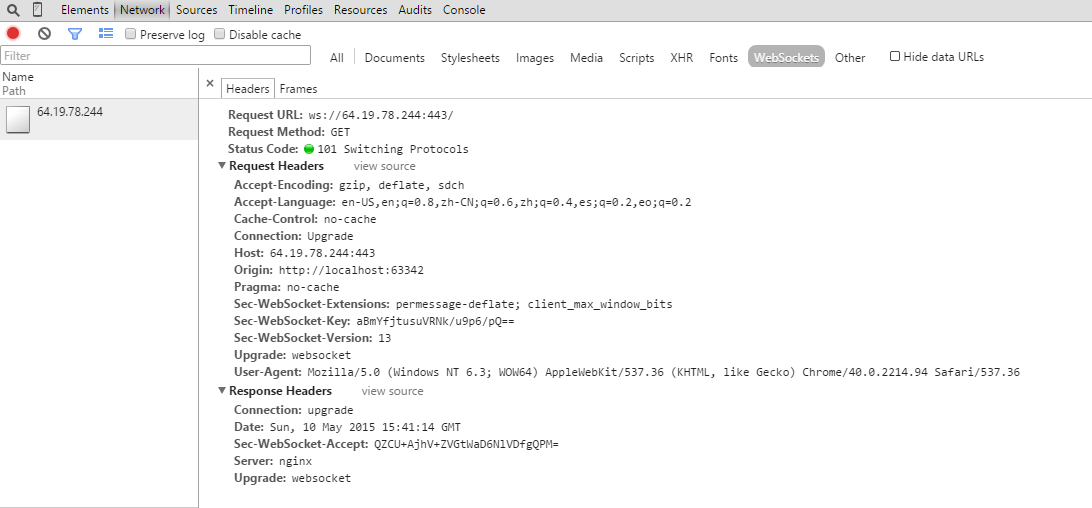 Elements Network Sources Timeline Profiles Resources Audits Console
Preserve log Disable cache
Filter All Documents Stylesheets Images Media Scripts XHR Fonts WebSockets Other Hide data URLs
Name
Path
64.19.78.244
× Headers Frames
Request URL: ws://64.19.78.244:443/
Request Method: GET
Status Code: 101 Switching Protocols
Request Headers view source
Accept-Encoding: gzip, deflate, sdch
Accept-Language: en-US,en;q=0.8,zh-CN;q=0.6,zh;q=0.4,es;q=0.2,eo;q=0.2
Cache-Control: no-cache
Connection: Upgrade
Host: 64.19.78.244:443
Origin: http://localhost:63342
Pragma: no-cache
Sec-WebSocket-Extensions: permessage-deflate; client_max_window_bits
Sec-WebSocket-Key: aBmYfjtusuVRNk/u9p6/pQ==
Sec-WebSocket-Version: 13
Upgrade: websocket
User-Agent: Mozilla/5.0 (Windows NT 6.3; WOW64) AppleWebKit/537.36 (KHTML, like Gecko) Chrome/40.0.2214.94 Safari/537.36
Response Headers view source
Connection: upgrade
Date: Sun, 10 May 2015 15:41:14 GMT
Sec-WebSocket-Accept: QZCU+AjhV+ZVGtWaD6NlVDfgQPM=
Server: nginx
Upgrade: websocket